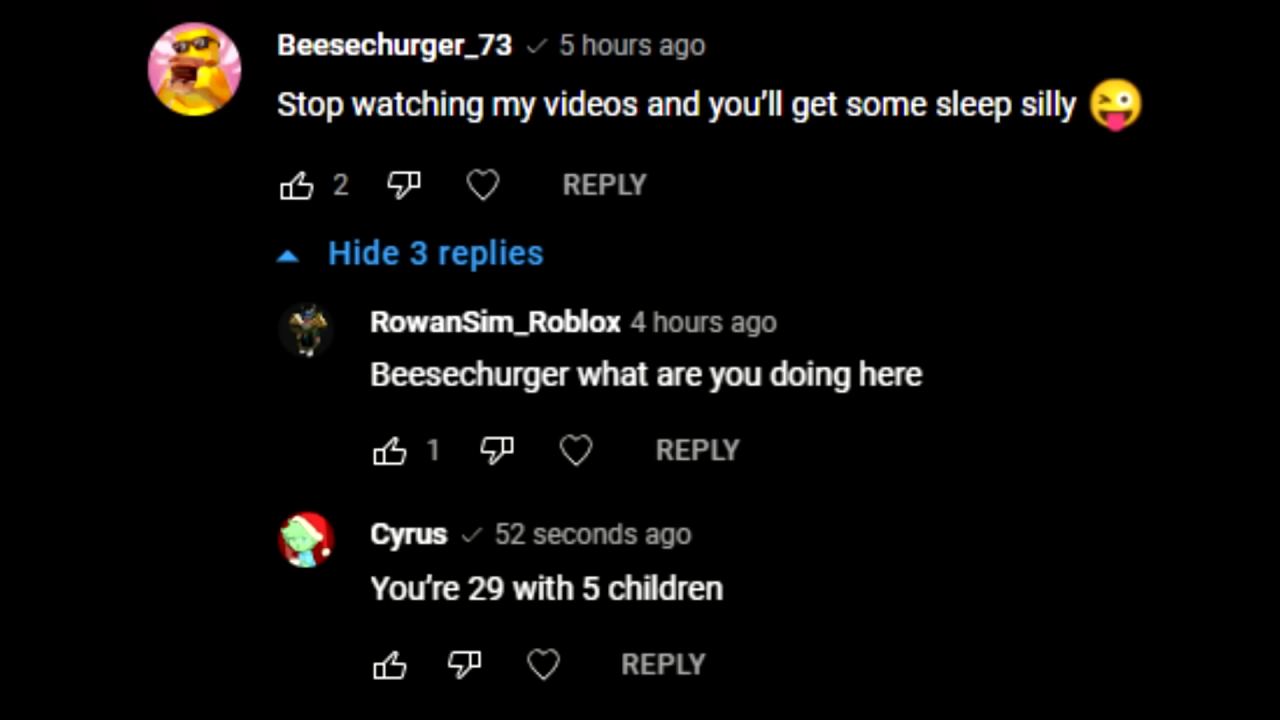 Beesechurger_73 ✓ 5 hours ago
Stop watching my videos and you’ll get some sleep silly 😜
2 REPLY
Hide 3 replies
RowanSim_Roblox 4 hours ago
Beesechurger what are you doing here
1 REPLY
Cyrus ✓ 52 seconds ago
You’re 29 with 5 children
REPLY